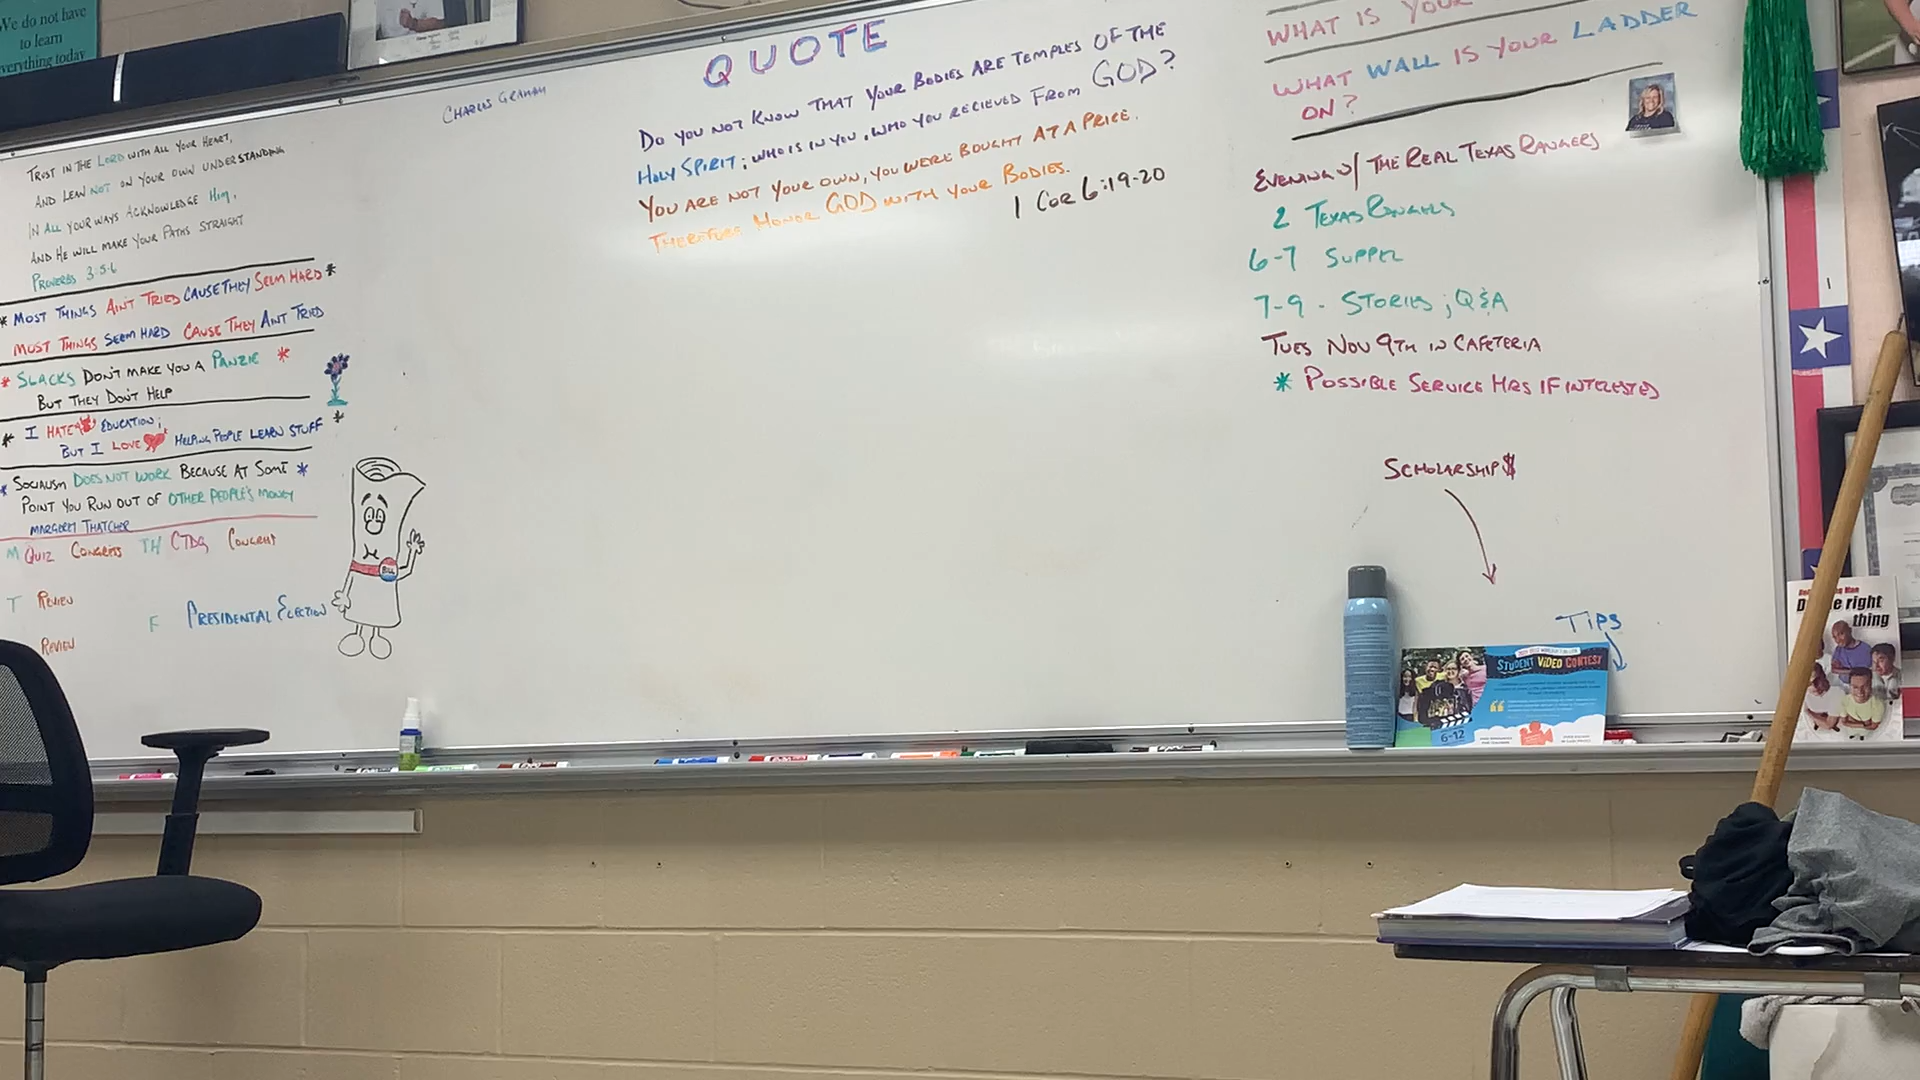 We do not have
to learn
everything today
CHARLES GRAHAM
TRUST IN THE LORD WITH ALL YOUR HEART,
AND LEAN NOT ON YOUR OWN UNDERSTANDING
IN ALL YOUR WAYS ACKNOWLEDGE HIM,
AND HE WILL MAKE YOUR PATHS STRAIGHT
PROVERBS 3:5-6
* MOST THINGS AIN'T TRIED CAUSE THEY SEEM HARD *
MOST THINGS SEEM HARD CAUSE THEY AINT TRIED
* SLACKS DON'T MAKE YOU A PANZIE *
BUT THEY DON'T HELP
* I HATE EDUCATION;
BUT I LOVE HELPING PEOPLE LEARN STUFF *
* SOCIALISM DOES NOT WORK BECAUSE AT SOME *
POINT YOU RUN OUT OF OTHER PEOPLE'S MONEY
MARGARET THATCHER
M QUIZ CONGRESS TH CTDG CONGRESS
T REVIEW
F PRESIDENTIAL ELECTION
REVIEW
BILL
QUOTE
DO YOU NOT KNOW THAT YOUR BODIES ARE TEMPLES OF THE
HOLY SPIRIT; WHO IS IN YOU, WHO YOU RECIEVED FROM GOD?
YOU ARE NOT YOUR OWN, YOU WERE BOUGHT AT A PRICE.
THEREFORE HONOR GOD WITH YOUR BODIES.
1 COR 6:19-20
WHAT IS YOUR
WHAT WALL IS YOUR LADDER
ON?
EVENING W/ THE REAL TEXAS RANGERS
2 TEXAS RANGERS
6-7 SUPPER
7-9 - STORIES; Q&A
TUES NOV 9TH IN CAFETERIA
* POSSIBLE SERVICE HRS IF INTERESTED
SCHOLARSHIP$
TIPS
STUDENT VIDEO CONTEST
6-12
right
thing